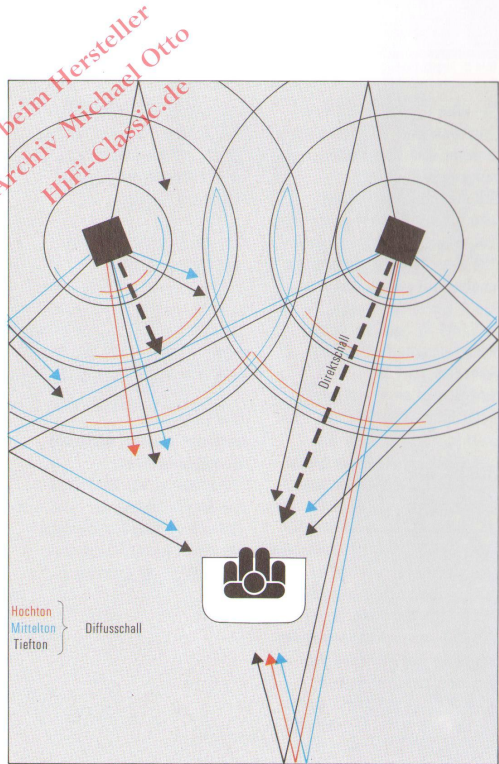 beim Hersteller
Archiv Michael Otto
HiFi-Classic.de
Direktschall
Hochton
Mittelton
Tiefton
Diffusschall